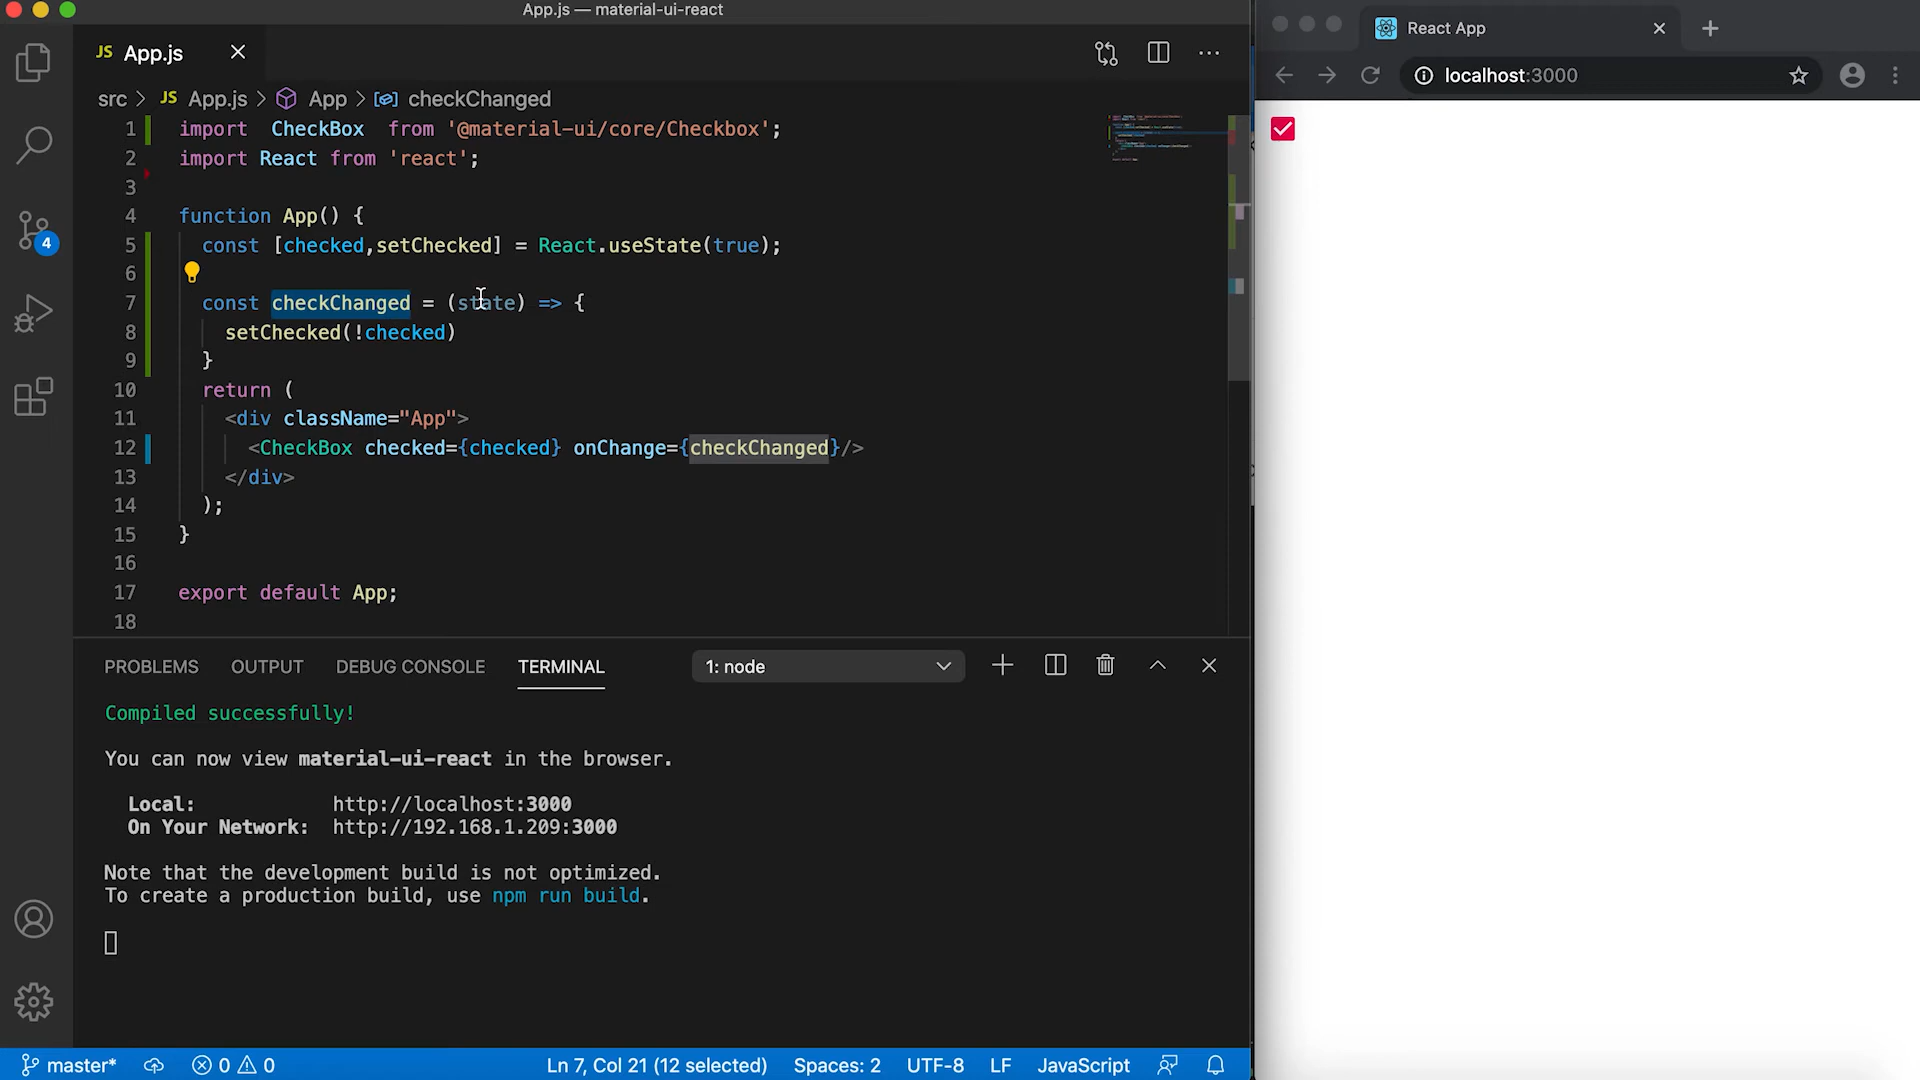 App.js — material-ui-react
JS App.js
src > JS App.js > App > checkChanged
1 import CheckBox from '@material-ui/core/Checkbox';
2 import React from 'react';
3
4 function App() {
5 const [checked,setChecked] = React.useState(true);
6
7 const checkChanged = (state) => {
8 setChecked(!checked)
9 }
10 return (
11 <div className="App">
12 <CheckBox checked={checked} onChange={checkChanged}/>
13 </div>
14 );
15 }
16
17 export default App;
18
4
PROBLEMS OUTPUT DEBUG CONSOLE TERMINAL 1: node
Compiled successfully!
You can now view material-ui-react in the browser.
Local: http://localhost:3000
On Your Network: http://192.168.1.209:3000
Note that the development build is not optimized.
To create a production build, use npm run build.
master* 0 0 Ln 7, Col 21 (12 selected) Spaces: 2 UTF-8 LF JavaScript
React App
localhost:3000